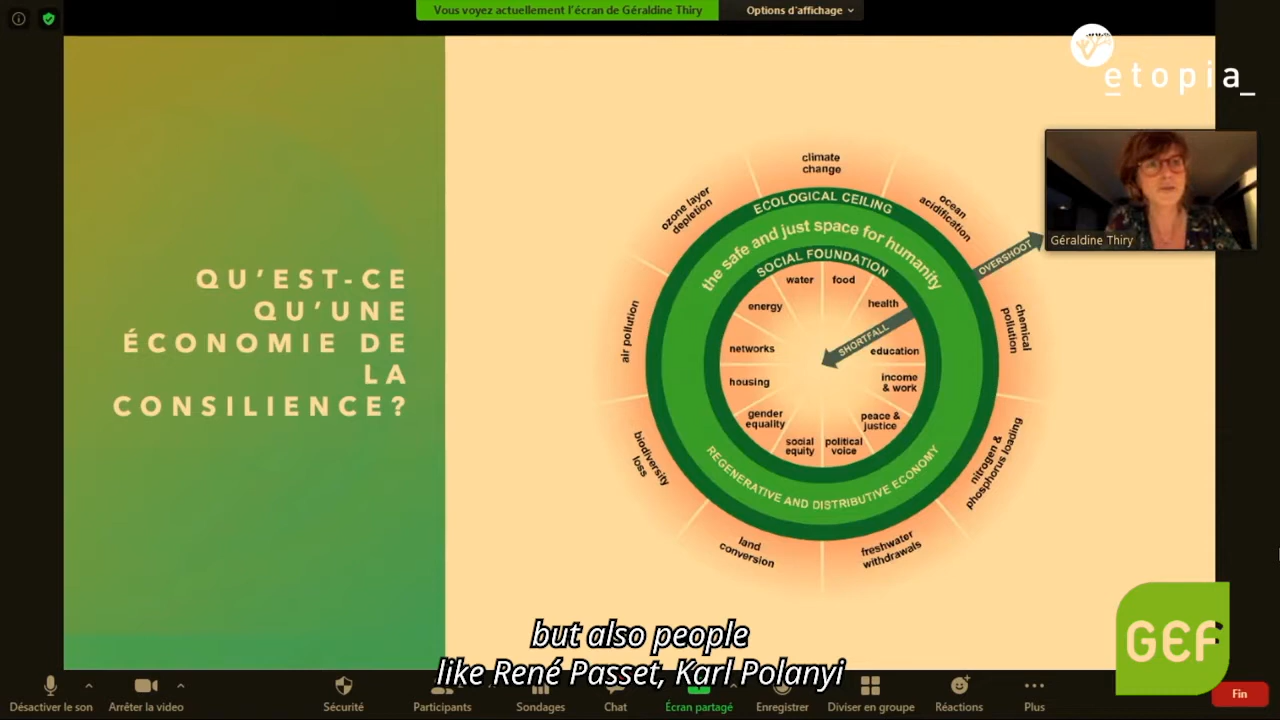 Vous voyez actuellement l'écran de Géraldine Thiry
Options d'affichage
etopia_
QU'EST-CE
QU'UNE
ÉCONOMIE DE
LA
CONSILIENCE?
climate
change
ozone layer
depletion
ocean
acidification
ECOLOGICAL CEILING
the safe and just space for humanity
SOCIAL FOUNDATION
OVERSHOOT
Géraldine Thiry
water
food
energy
health
SHORTFALL
air pollution
chemical
pollution
networks
education
housing
income
& work
gender
equality
peace &
justice
social
equity
political
voice
biodiversity
loss
nitrogen &
phosphorus loading
REGENERATIVE AND DISTRIBUTIVE ECONOMY
land
conversion
freshwater
withdrawals
GEF
but also people
like René Passet, Karl Polanyi
Désactiver le son
Arrêter la video
Sécurité
Participants
Sondages
Chat
Écran partagé
Enregistrer
Diviser en groupe
Réactions
Plus
Fin